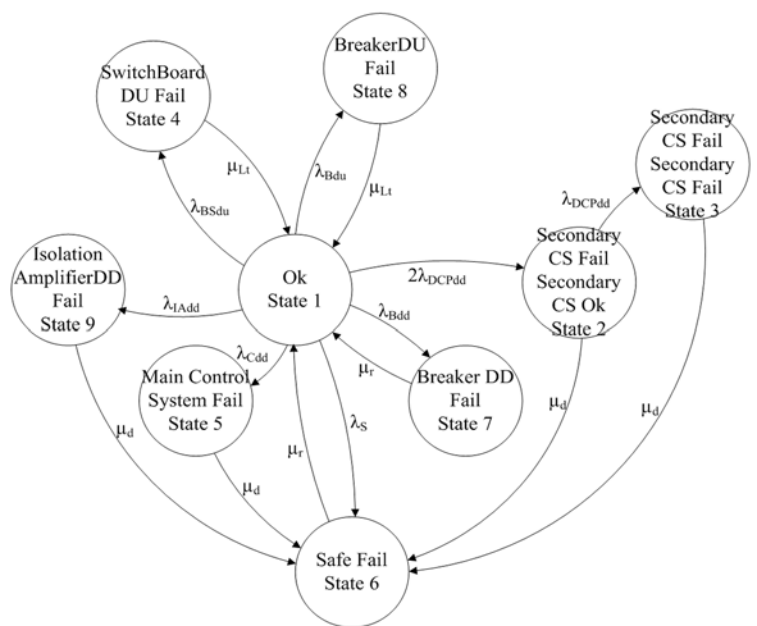 SwitchBoard
DU Fail
State 4
BreakerDU
Fail
State 8
Secondary
CS Fail
Secondary
CS Fail
State 3
μLt
λBdu
μLt
λBSdu
λDCPdd
Isolation
AmplifierDD
Fail
State 9
Ok
State 1
Secondary
CS Fail
Secondary
CS Ok
State 2
2λDCPdd
λIAdd
λBdd
λCdd
μr
Main Control
System Fail
State 5
Breaker DD
Fail
State 7
μd
μr
λS
μd
μd
μd
Safe Fail
State 6